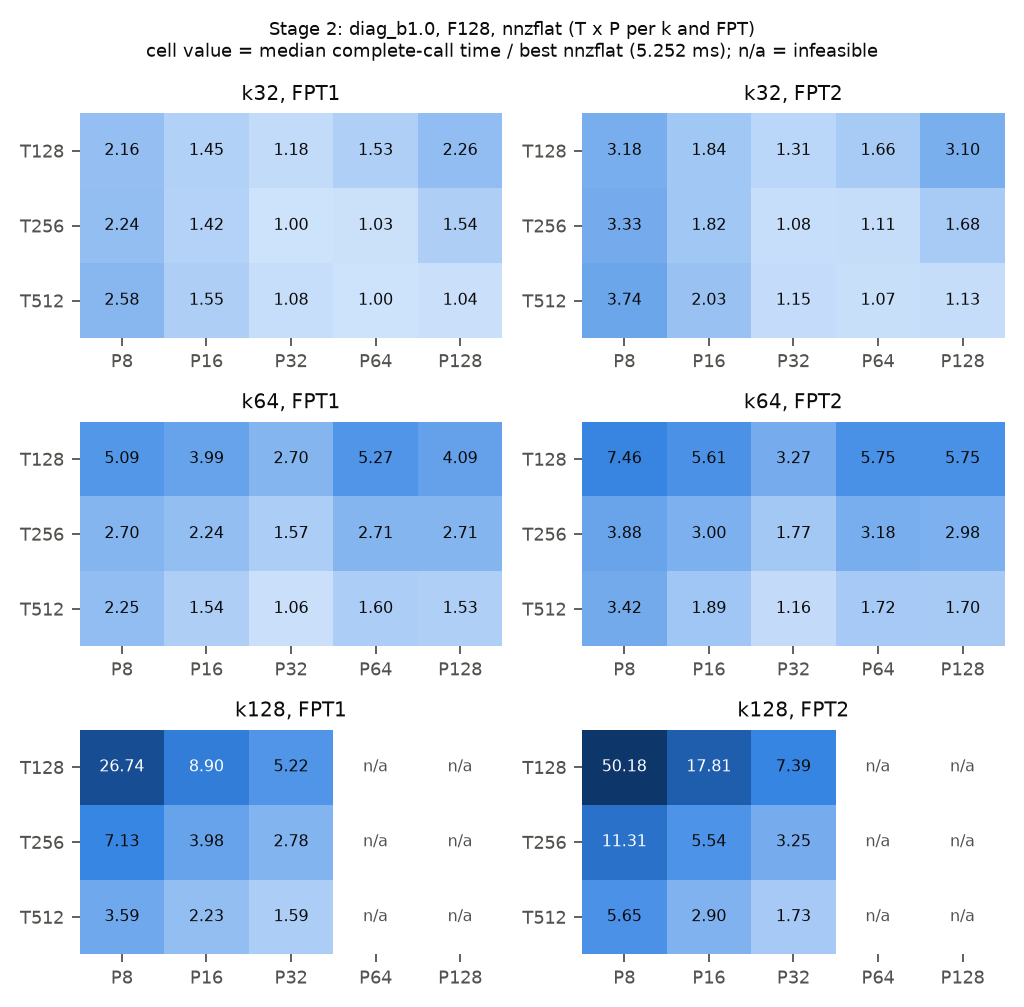 Stage 2: diag_b1.0, F128, nnzflat (T x P per k and FPT)
cell value = median complete-call time / best nnzflat (5.252 ms); n/a = infeasible
k32, FPT1
T128 2.16 1.45 1.18 1.53 2.26
T256 2.24 1.42 1.00 1.03 1.54
T512 2.58 1.55 1.08 1.00 1.04
P8 P16 P32 P64 P128
k32, FPT2
T128 3.18 1.84 1.31 1.66 3.10
T256 3.33 1.82 1.08 1.11 1.68
T512 3.74 2.03 1.15 1.07 1.13
P8 P16 P32 P64 P128
k64, FPT1
T128 5.09 3.99 2.70 5.27 4.09
T256 2.70 2.24 1.57 2.71 2.71
T512 2.25 1.54 1.06 1.60 1.53
P8 P16 P32 P64 P128
k64, FPT2
T128 7.46 5.61 3.27 5.75 5.75
T256 3.88 3.00 1.77 3.18 2.98
T512 3.42 1.89 1.16 1.72 1.70
P8 P16 P32 P64 P128
k128, FPT1
T128 26.74 8.90 5.22 n/a n/a
T256 7.13 3.98 2.78 n/a n/a
T512 3.59 2.23 1.59 n/a n/a
P8 P16 P32 P64 P128
k128, FPT2
T128 50.18 17.81 7.39 n/a n/a
T256 11.31 5.54 3.25 n/a n/a
T512 5.65 2.90 1.73 n/a n/a
P8 P16 P32 P64 P128